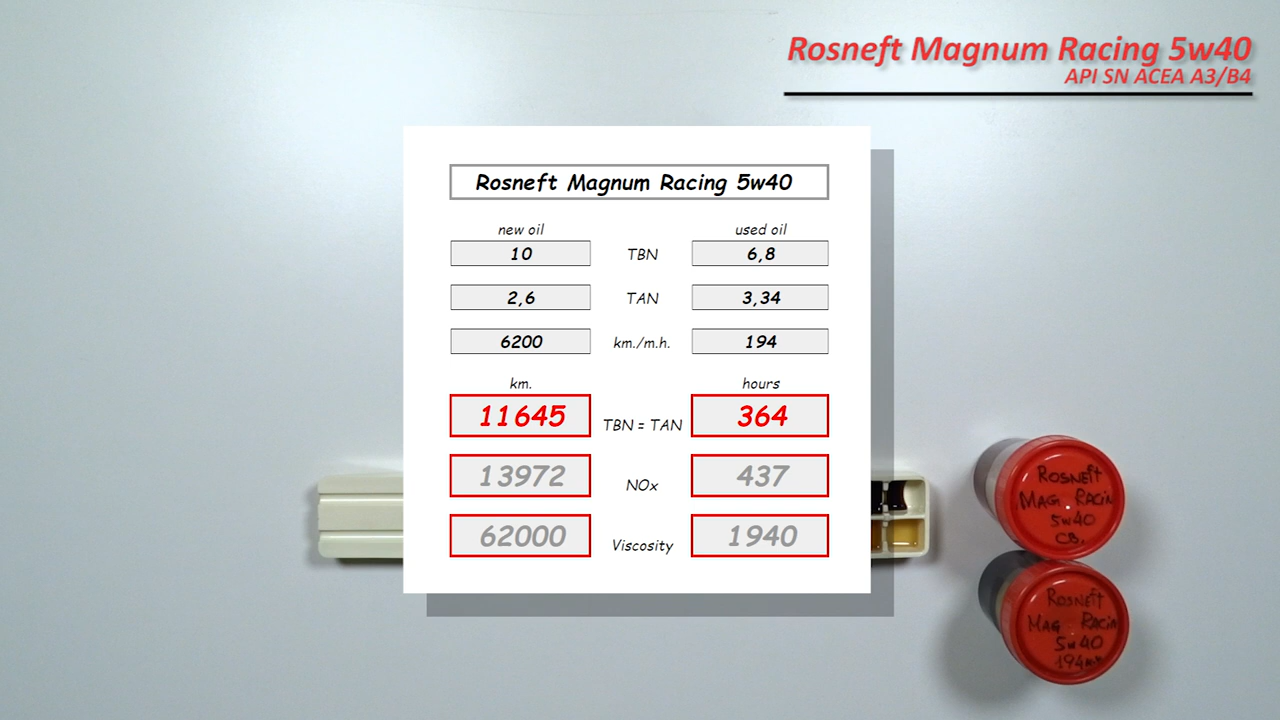 Rosneft Magnum Racing 5w40
API SN ACEA A3/B4
Rosneft Magnum Racing 5w40
new oil used oil
10 TBN 6,8
2,6 TAN 3,34
6200 km./m.h. 194
km. hours
11645 TBN = TAN 364
13972 NOx 437
62000 Viscosity 1940
ROSNEFT
MAG RACIN
5w40
CB.
ROSNEFT
MAG RACIN
5w40